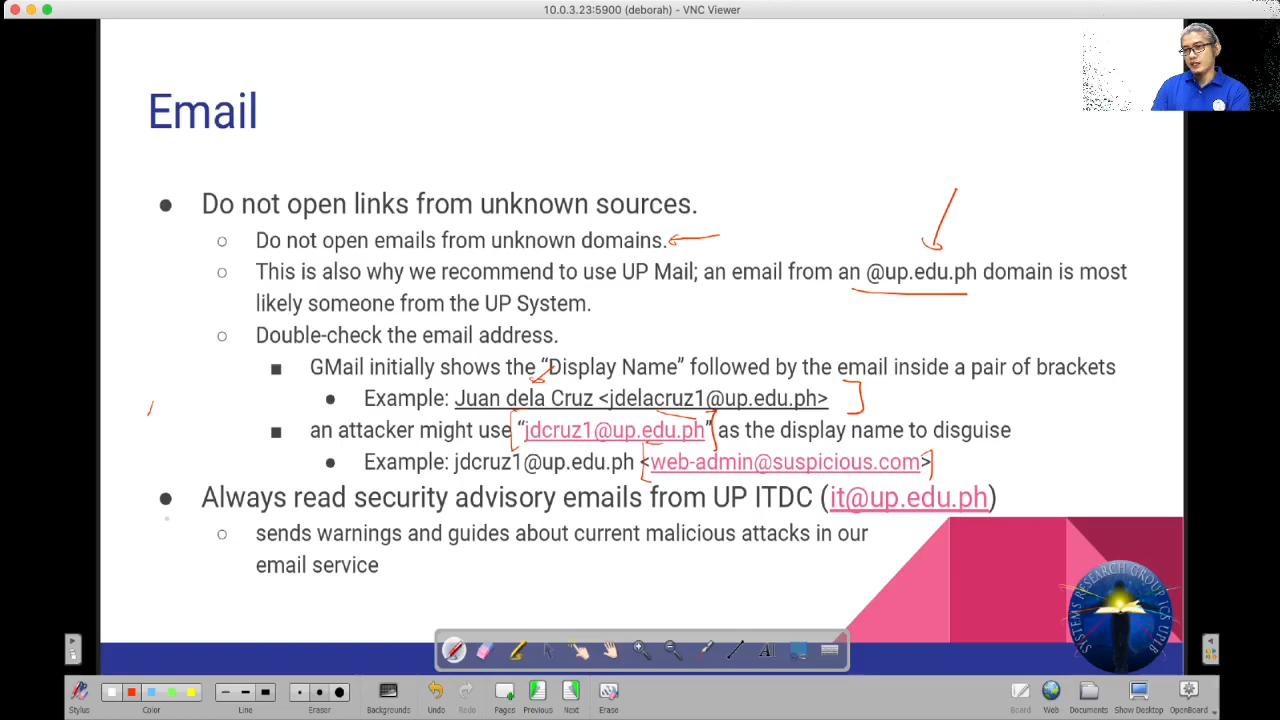 10.0.3.23:5900 (deborah) - VNC Viewer
Email
● Do not open links from unknown sources.
○ Do not open emails from unknown domains.
○ This is also why we recommend to use UP Mail; an email from an @up.edu.ph domain is most
likely someone from the UP System.
○ Double-check the email address.
■ GMail initially shows the “Display Name” followed by the email inside a pair of brackets
● Example: Juan dela Cruz <jdelacruz1@up.edu.ph>
■ an attacker might use “jdcruz1@up.edu.ph” as the display name to disguise
● Example: jdcruz1@up.edu.ph <web-admin@suspicious.com>
● Always read security advisory emails from UP ITDC (it@up.edu.ph)
○ sends warnings and guides about current malicious attacks in our
email service
SYSTEMS RESEARCH GROUP ICS UPLB
Stylus Color Line Eraser Backgrounds Undo Redo Pages Previous Next Erase Board Web Documents Show Desktop OpenBoard